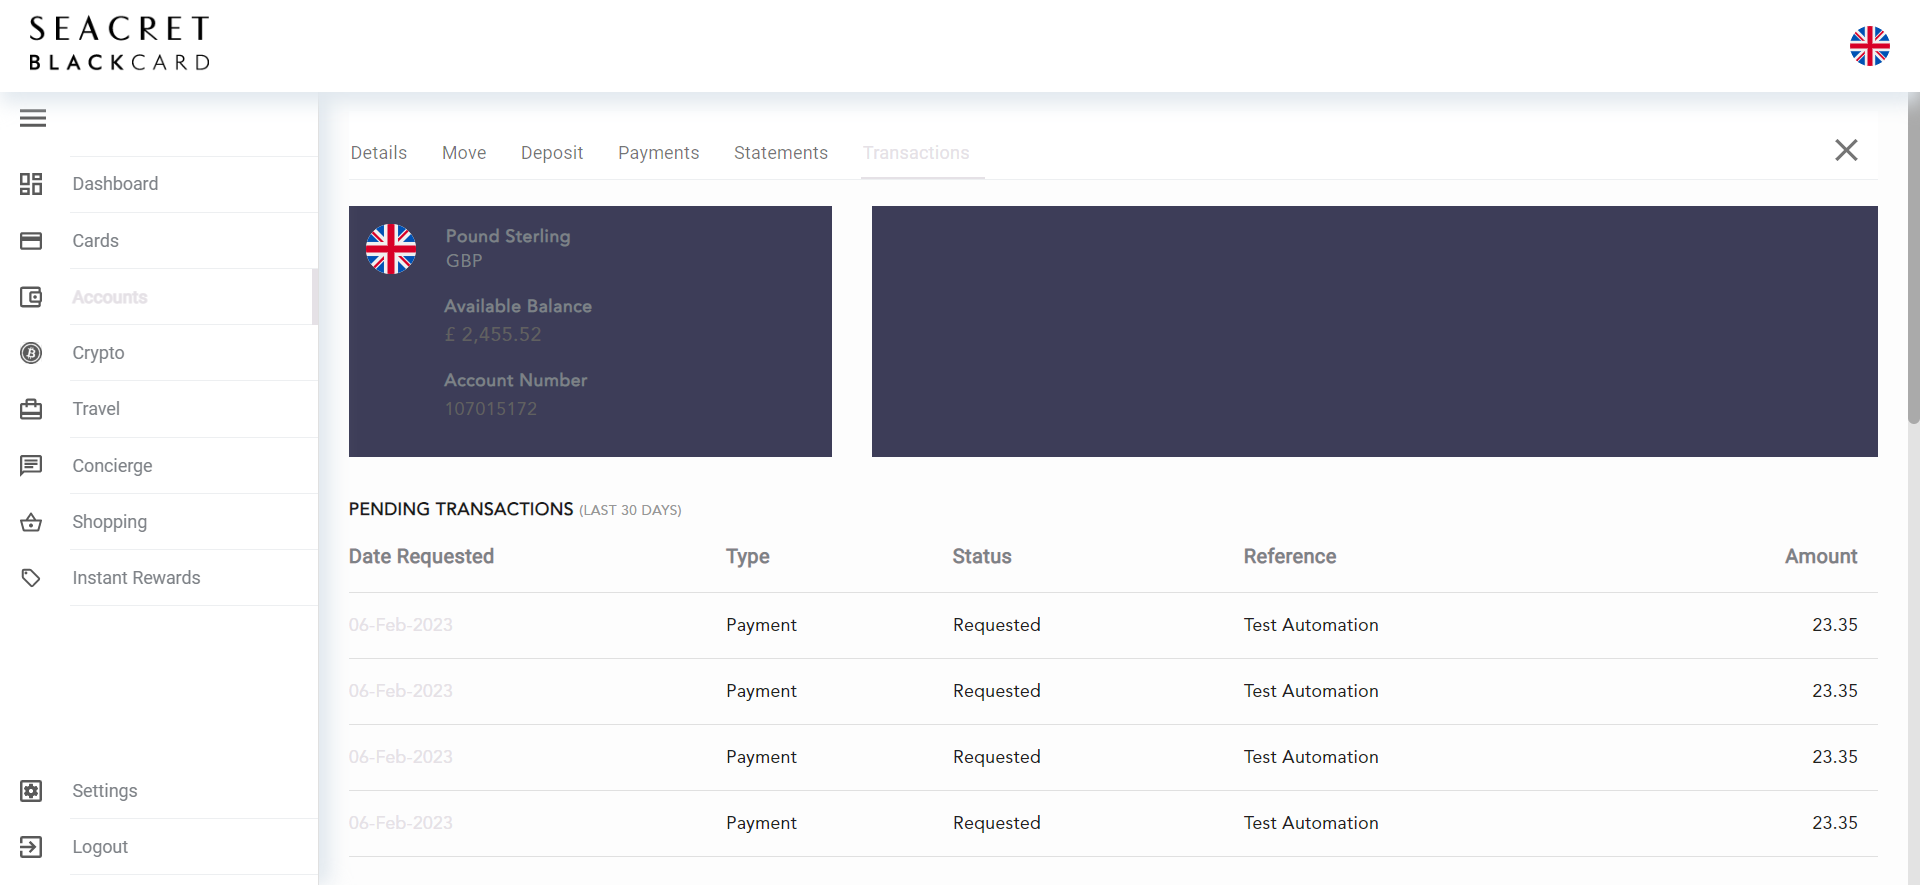 SEACRET
BLACKCARD
Details Move Deposit Payments Statements Transactions
Dashboard
Cards
Accounts
Crypto
Travel
Concierge
Shopping
Instant Rewards
Settings
Logout
Pound Sterling
GBP
Available Balance
£ 2,455.52
Account Number
107015172
PENDING TRANSACTIONS (LAST 30 DAYS)
Date Requested Type Status Reference Amount
06-Feb-2023 Payment Requested Test Automation 23.35
06-Feb-2023 Payment Requested Test Automation 23.35
06-Feb-2023 Payment Requested Test Automation 23.35
06-Feb-2023 Payment Requested Test Automation 23.35